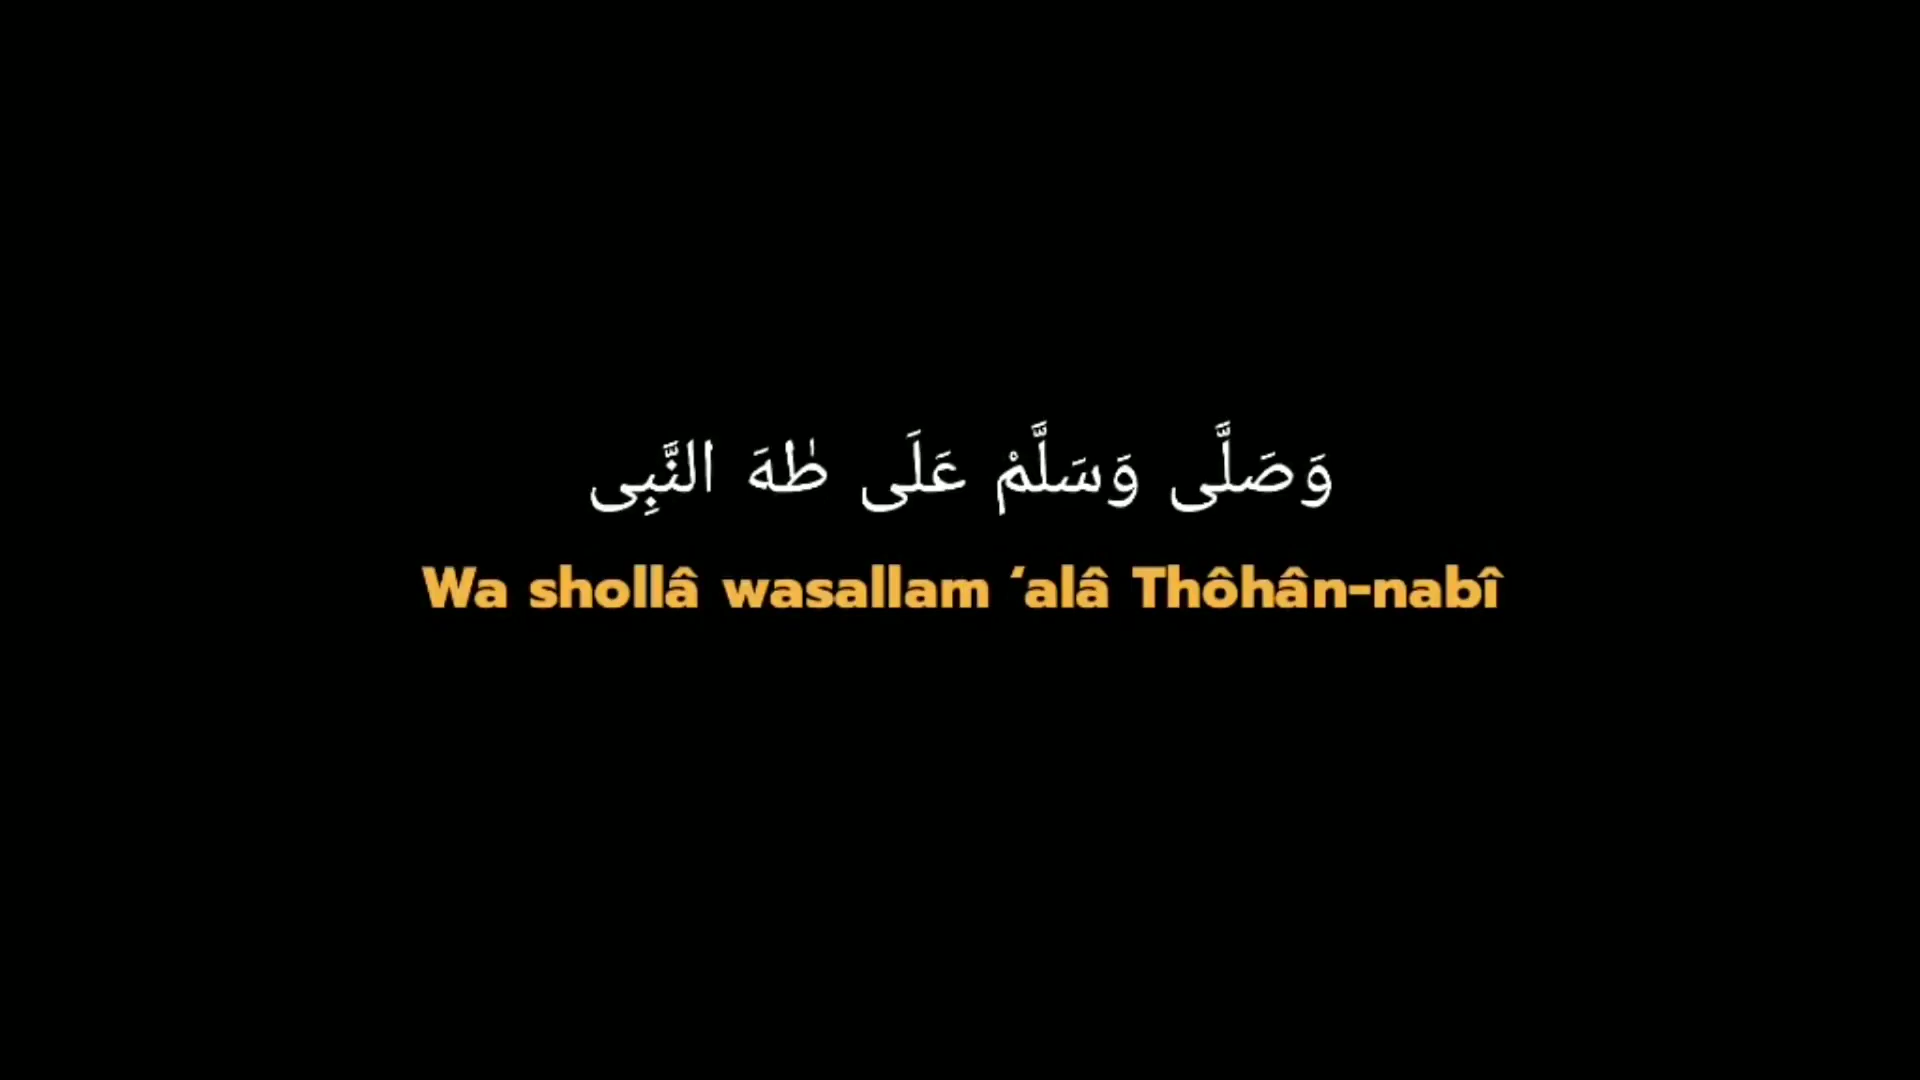 وَصَلَّى وَسَلَّمْ عَلَى طٰهَ النَّبِى
Wa shollâ wasallam ‘alâ Thôhân-nabî